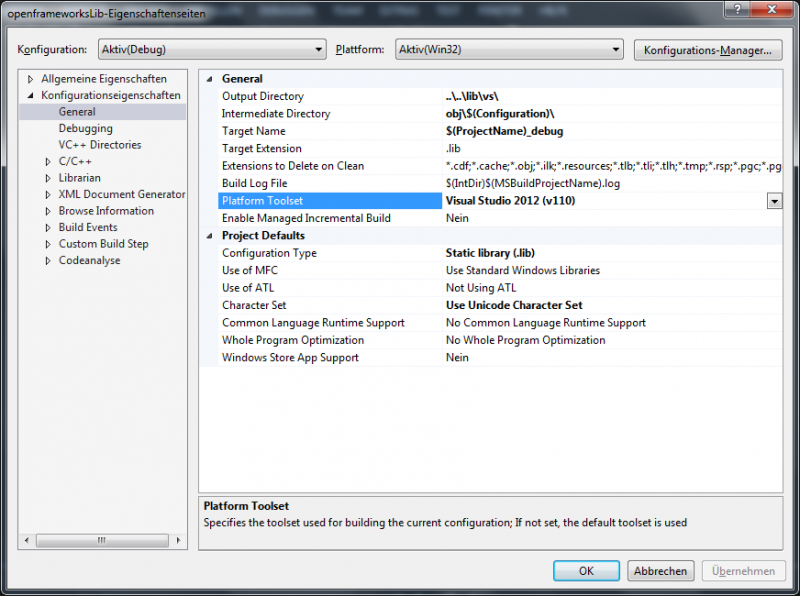 openframeworksLib-Eigenschaftenseiten
Konfiguration: Aktiv(Debug) Plattform: Aktiv(Win32) Konfigurations-Manager...
Allgemeine Eigenschaften
Konfigurationseigenschaften
General
Debugging
VC++ Directories
C/C++
Librarian
XML Document Generator
Browse Information
Build Events
Custom Build Step
Codeanalyse
General
Output Directory ..\..\lib\vs\
Intermediate Directory obj\$(Configuration)\
Target Name $(ProjectName)_debug
Target Extension .lib
Extensions to Delete on Clean *.cdf;*.cache;*.obj;*.ilk;*.resources;*.tlb;*.tli;*.tlh;*.tmp;*.rsp;*.pgc;*.pg
Build Log File $(IntDir)$(MSBuildProjectName).log
Platform Toolset Visual Studio 2012 (v110)
Enable Managed Incremental Build Nein
Project Defaults
Configuration Type Static library (.lib)
Use of MFC Use Standard Windows Libraries
Use of ATL Not Using ATL
Character Set Use Unicode Character Set
Common Language Runtime Support No Common Language Runtime Support
Whole Program Optimization No Whole Program Optimization
Windows Store App Support Nein
Platform Toolset
Specifies the toolset used for building the current configuration; If not set, the default toolset is used
OK Abbrechen Übernehmen